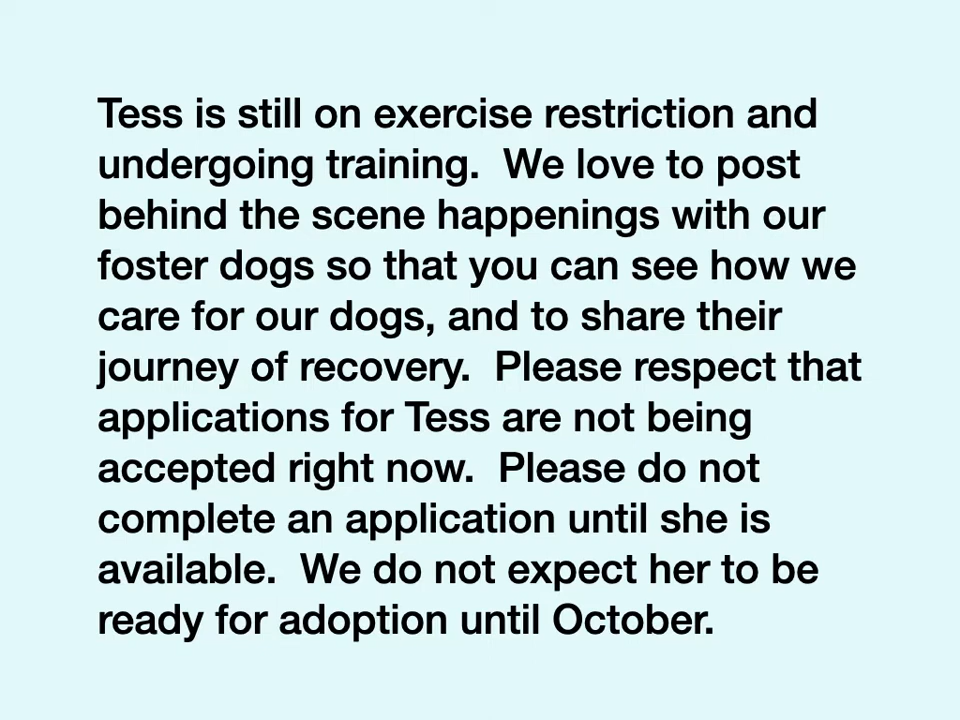 Tess is still on exercise restriction and
undergoing training.  We love to post
behind the scene happenings with our
foster dogs so that you can see how we
care for our dogs, and to share their
journey of recovery.  Please respect that
applications for Tess are not being
accepted right now.  Please do not
complete an application until she is
available.  We do not expect her to be
ready for adoption until October.